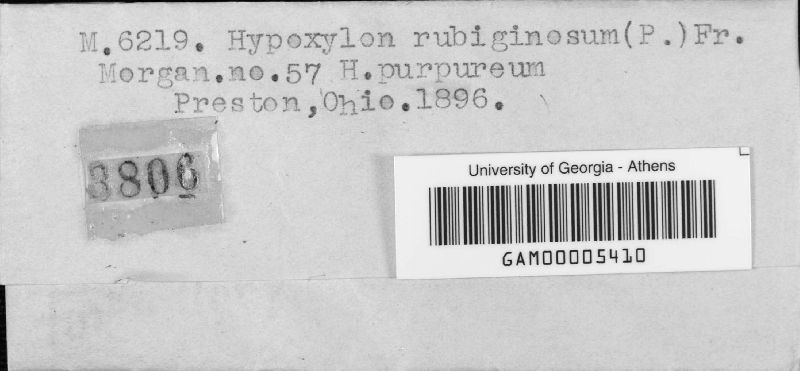 M.6219. Hypoxylon rubiginosum(P.)Fr.
Morgan.no.57 H.purpureum
Preston,Ohio.1896.
3806
University of Georgia - Athens
GAM00005410